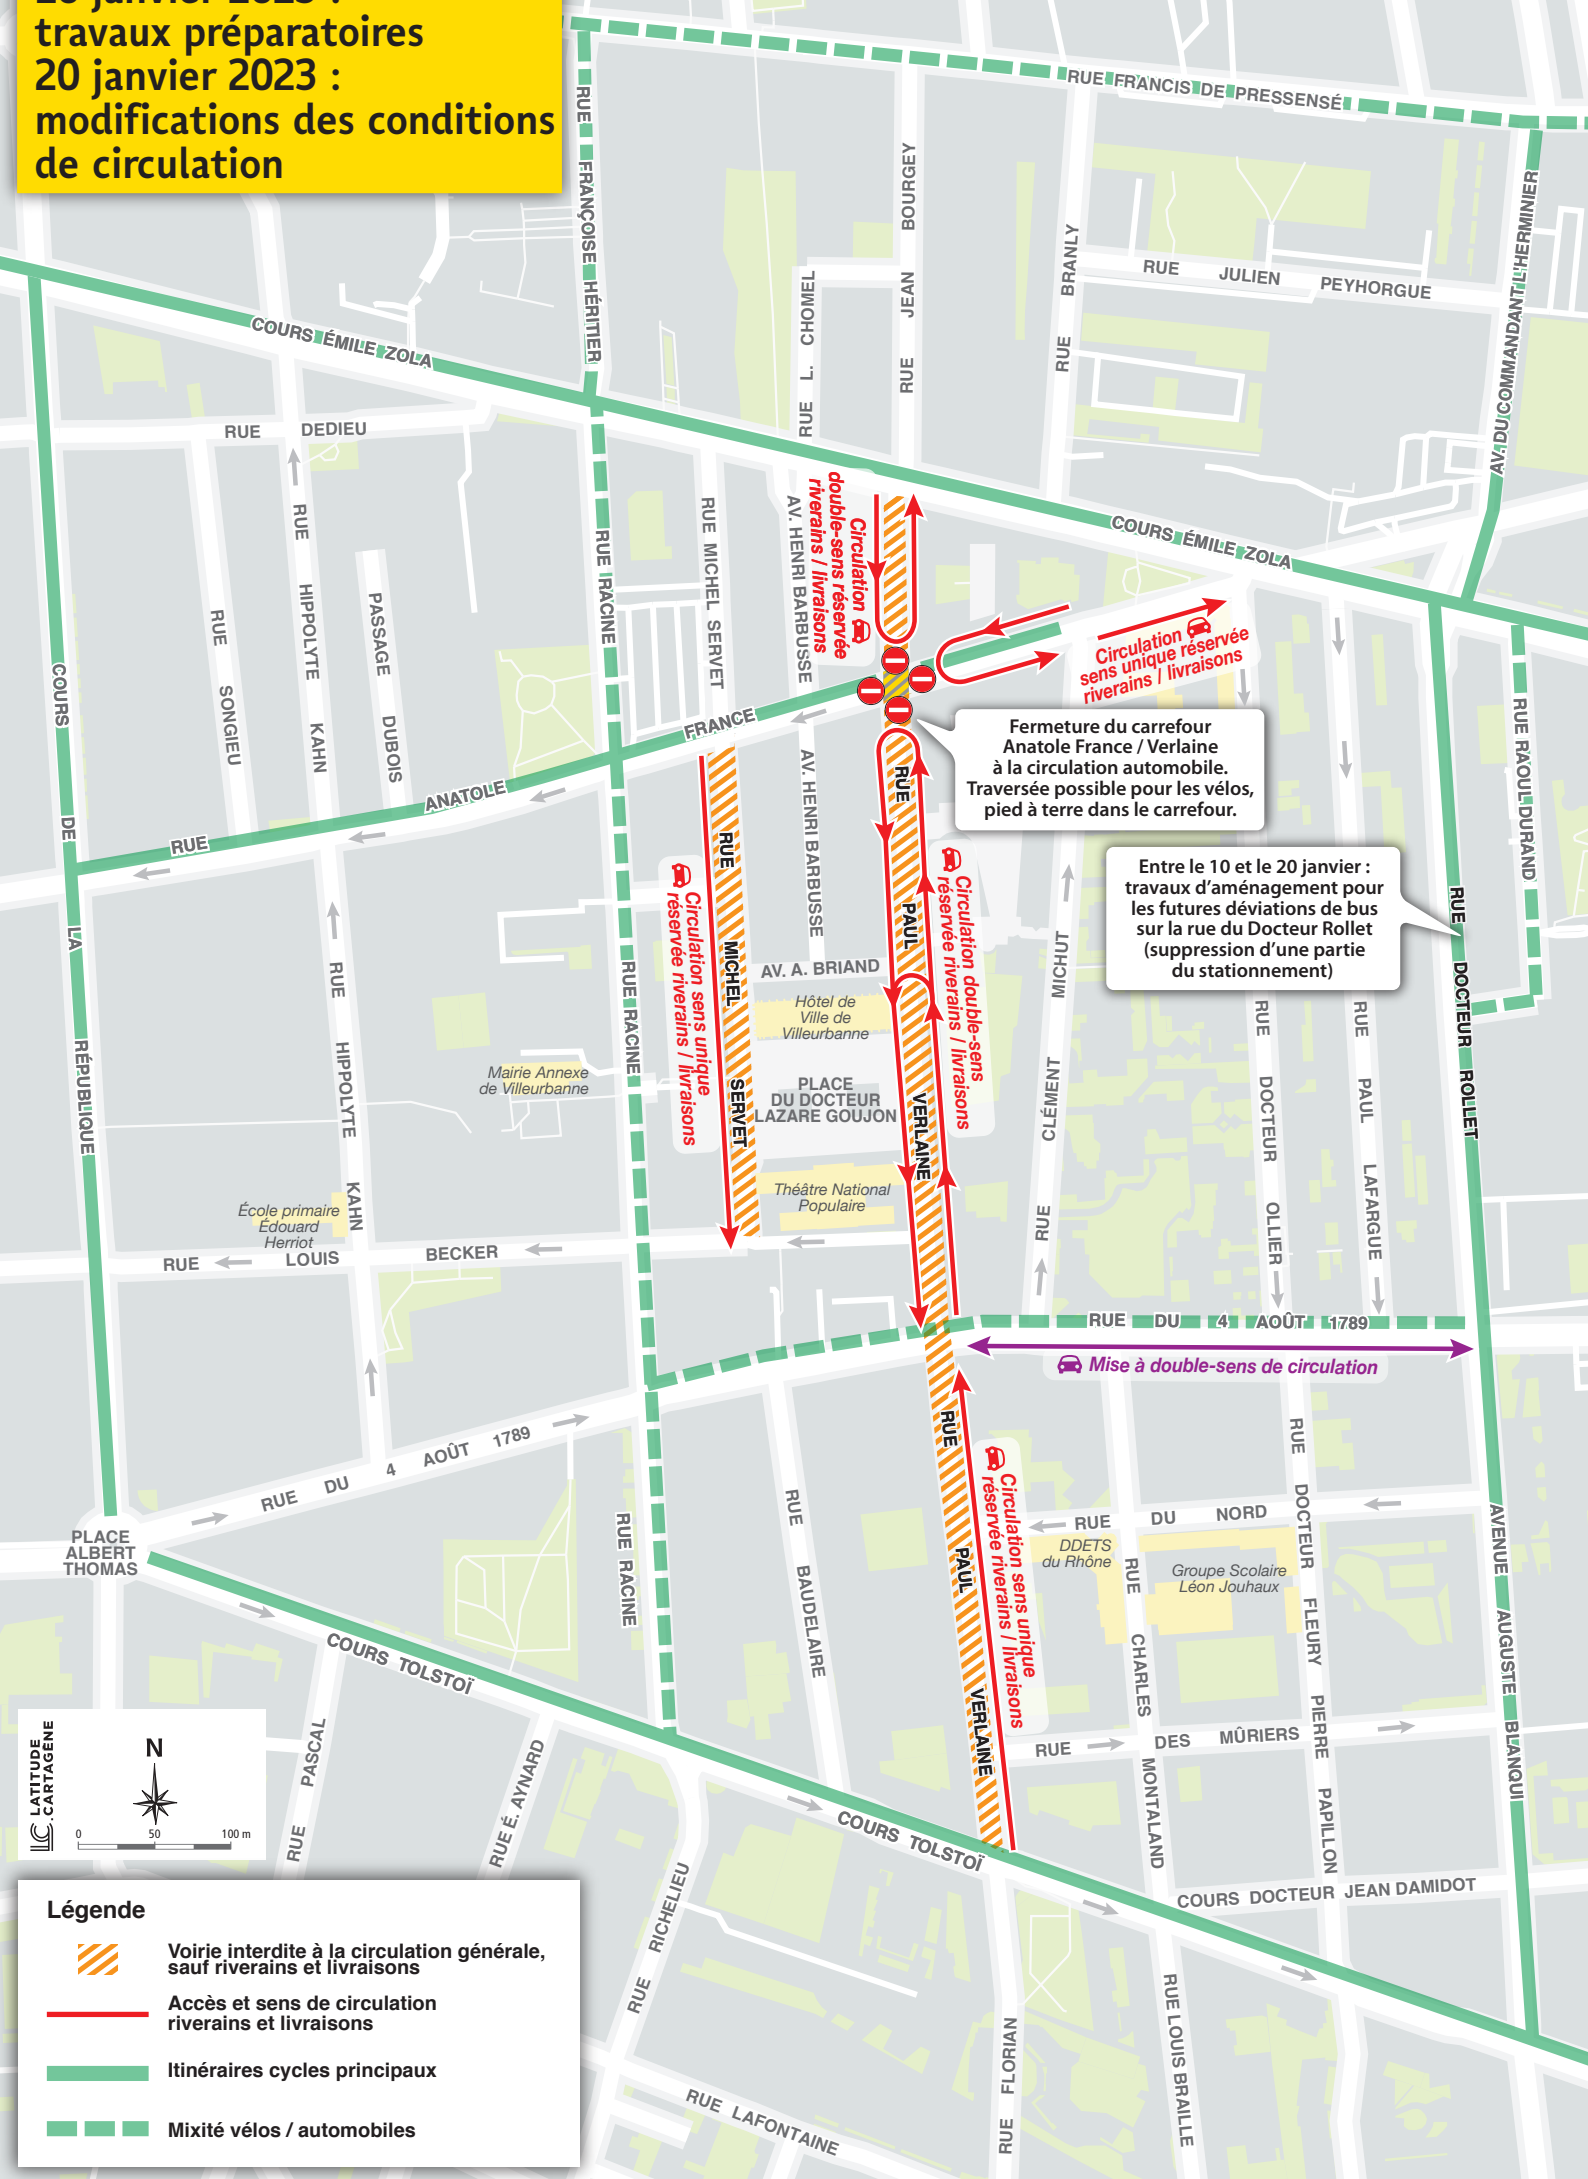 travaux préparatoires
20 janvier 2023 :
modifications des conditions
de circulation
RUE FRANCIS DE PRESSENSÉ
RUE FRANÇOISE HÉRITIER
RUE JEAN BOURGEY
RUE L. CHOMEL
RUE BRANLY
RUE JULIEN PEYHORGUE
AV. DU COMMANDANT L'HERMINIER
COURS ÉMILE ZOLA
RUE DEDIEU
RUE HIPPOLYTE KAHN
RUE SONGIEU
PASSAGE DUBOIS
RUE RACINE
RUE MICHEL SERVET
AV. HENRI BARBUSSE
Circulation
double-sens réservée
riverains / livraisons
COURS ÉMILE ZOLA
Circulation
sens unique réservée
riverains / livraisons
COURS DE LA RÉPUBLIQUE
RUE ANATOLE FRANCE
Fermeture du carrefour
Anatole France / Verlaine
à la circulation automobile.
Traversée possible pour les vélos,
pied à terre dans le carrefour.
RUE RAOUL DURAND
AV. HENRI BARBUSSE
Entre le 10 et le 20 janvier :
travaux d'aménagement pour
les futures déviations de bus
sur la rue du Docteur Rollet
(suppression d'une partie
du stationnement)
RUE DOCTEUR ROLLET
RUE MICHEL SERVET
Circulation sens unique
réservée riverains / livraisons
RUE PAUL VERLAINE
Circulation double-sens
réservée riverains / livraisons
AV. A. BRIAND
Hôtel de
Ville de
Villeurbanne
PLACE
DU DOCTEUR
LAZARE GOUJON
Théâtre National
Populaire
Mairie Annexe
de Villeurbanne
RUE RACINE
RUE HIPPOLYTE KAHN
École primaire
Édouard
Herriot
RUE LOUIS BECKER
RUE CLÉMENT MICHUT
RUE DOCTEUR OLLIER
RUE PAUL LAFARGUE
RUE DU 4 AOÛT 1789
Mise à double-sens de circulation
RUE DU 4 AOÛT 1789
PLACE
ALBERT
THOMAS
RUE RACINE
RUE BAUDELAIRE
RUE PAUL VERLAINE
Circulation sens unique
réservée riverains / livraisons
RUE DU NORD
DDETS
du Rhône
Groupe Scolaire
Léon Jouhaux
RUE CHARLES MONTALAND
RUE DOCTEUR FLEURY PIERRE PAPILLON
AVENUE AUGUSTE BLANQUI
RUE DES MÛRIERS
COURS TOLSTOÏ
RUE PASCAL
RUE É. AYNARD
RUE RICHELIEU
COURS TOLSTOÏ
COURS DOCTEUR JEAN DAMIDOT
RUE FLORIAN
RUE LOUIS BRAILLE
RUE LAFONTAINE
LATITUDE
.CARTAGÈNE
N
0 50 100 m
Légende
Voirie interdite à la circulation générale,
sauf riverains et livraisons
Accès et sens de circulation
riverains et livraisons
Itinéraires cycles principaux
Mixité vélos / automobiles